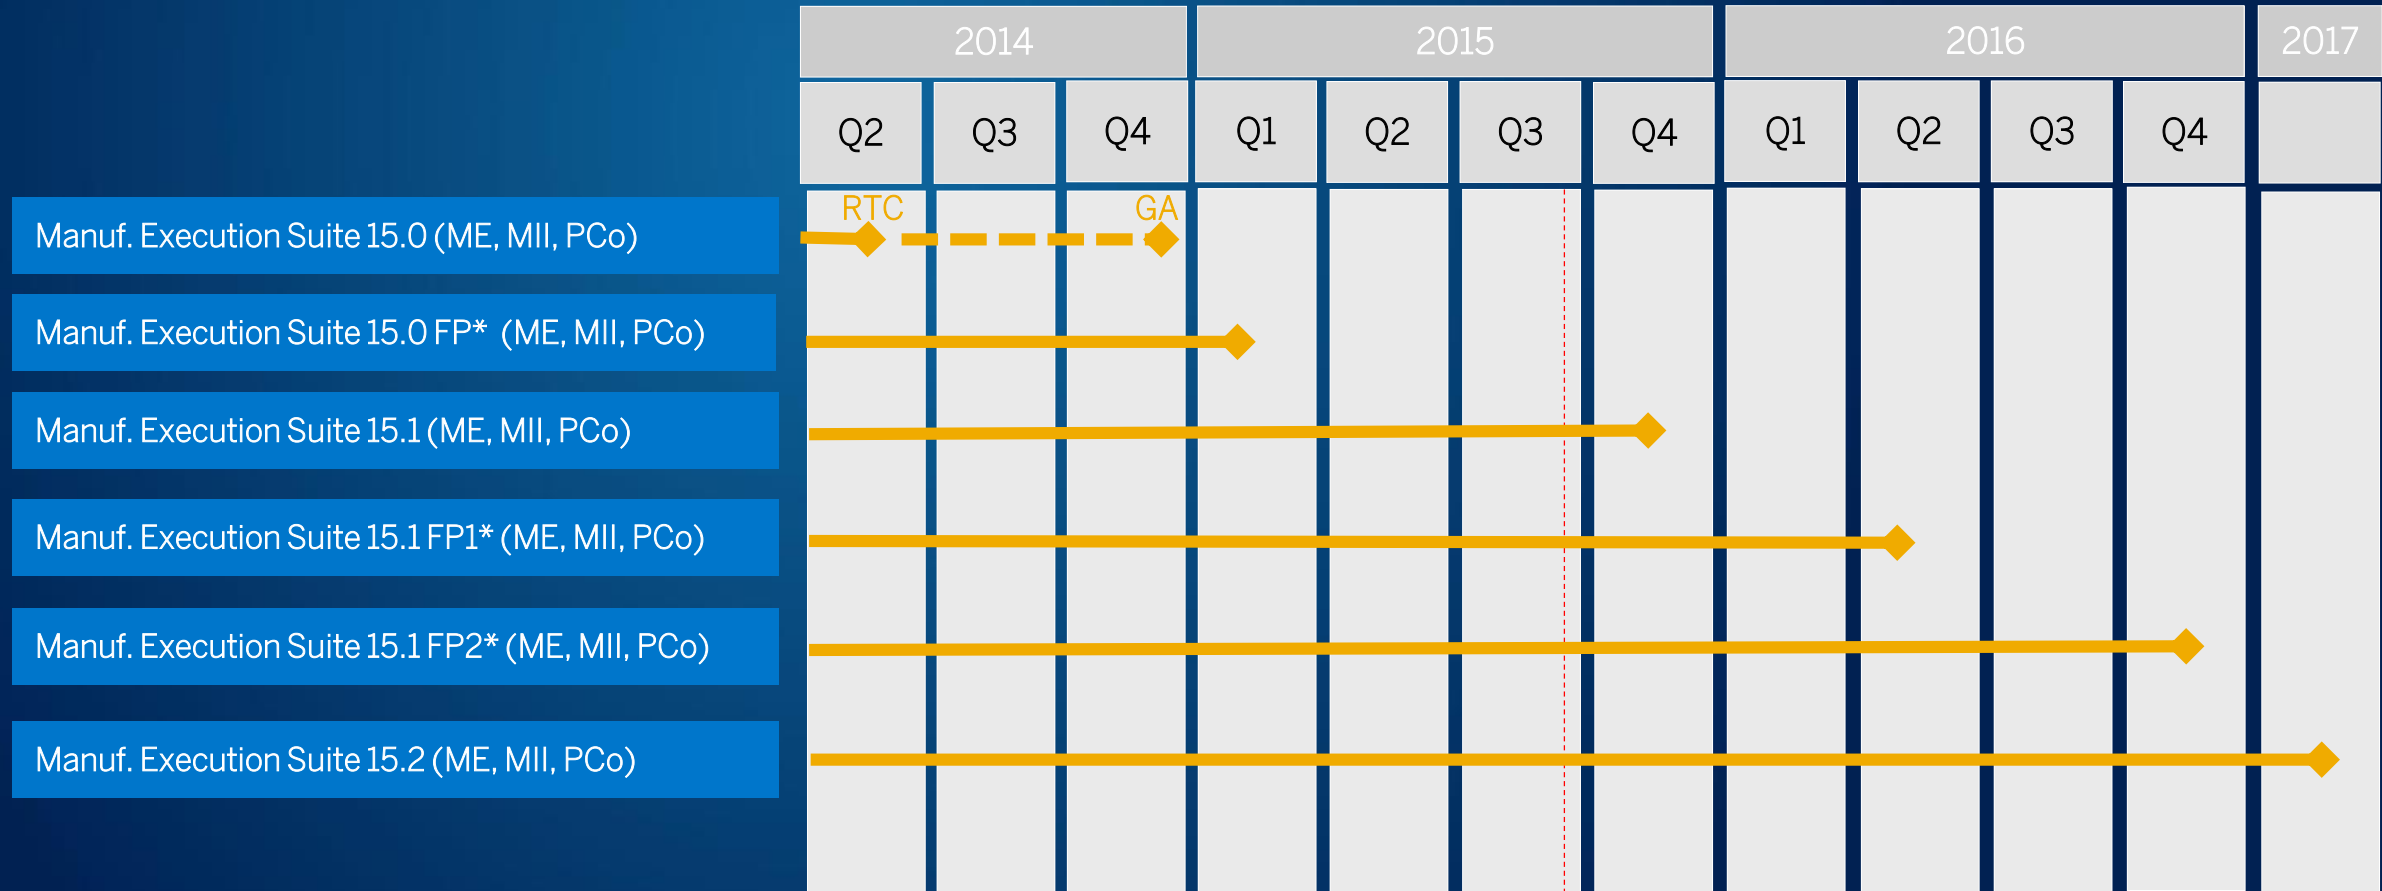 2014 2015 2016 2017
Q2 Q3 Q4 Q1 Q2 Q3 Q4 Q1 Q2 Q3 Q4
RTC GA
Manuf. Execution Suite 15.0 (ME, MII, PCo)
Manuf. Execution Suite 15.0 FP* (ME, MII, PCo)
Manuf. Execution Suite 15.1 (ME, MII, PCo)
Manuf. Execution Suite 15.1 FP1* (ME, MII, PCo)
Manuf. Execution Suite 15.1 FP2* (ME, MII, PCo)
Manuf. Execution Suite 15.2 (ME, MII, PCo)